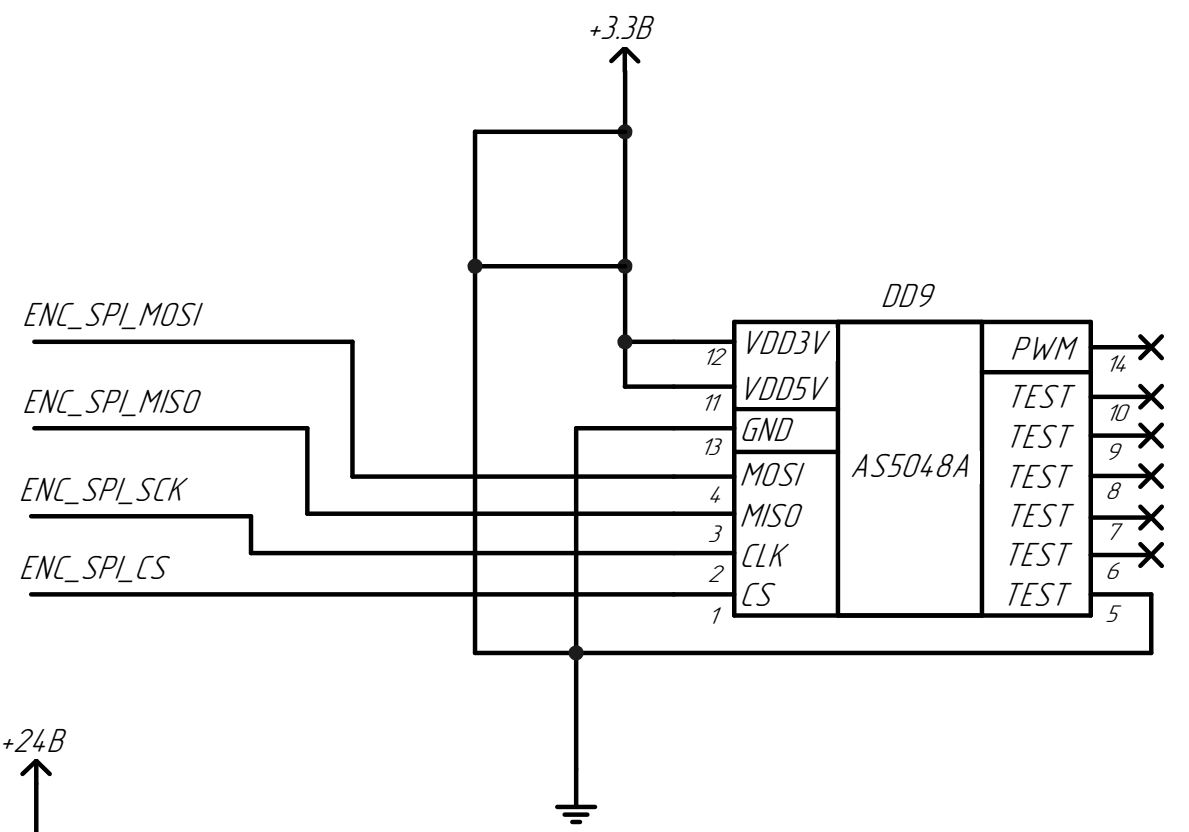 +3.3В
DD9
ENC_SPI_MOSI
ENC_SPI_MISO
ENC_SPI_SCK
ENC_SPI_CS
12 VDD3V
11 VDD5V
13 GND
4 MOSI
3 MISO
2 CLK
1 CS
AS5048A
PWM 14
TEST 10
TEST 9
TEST 8
TEST 7
TEST 6
TEST 5
+24В